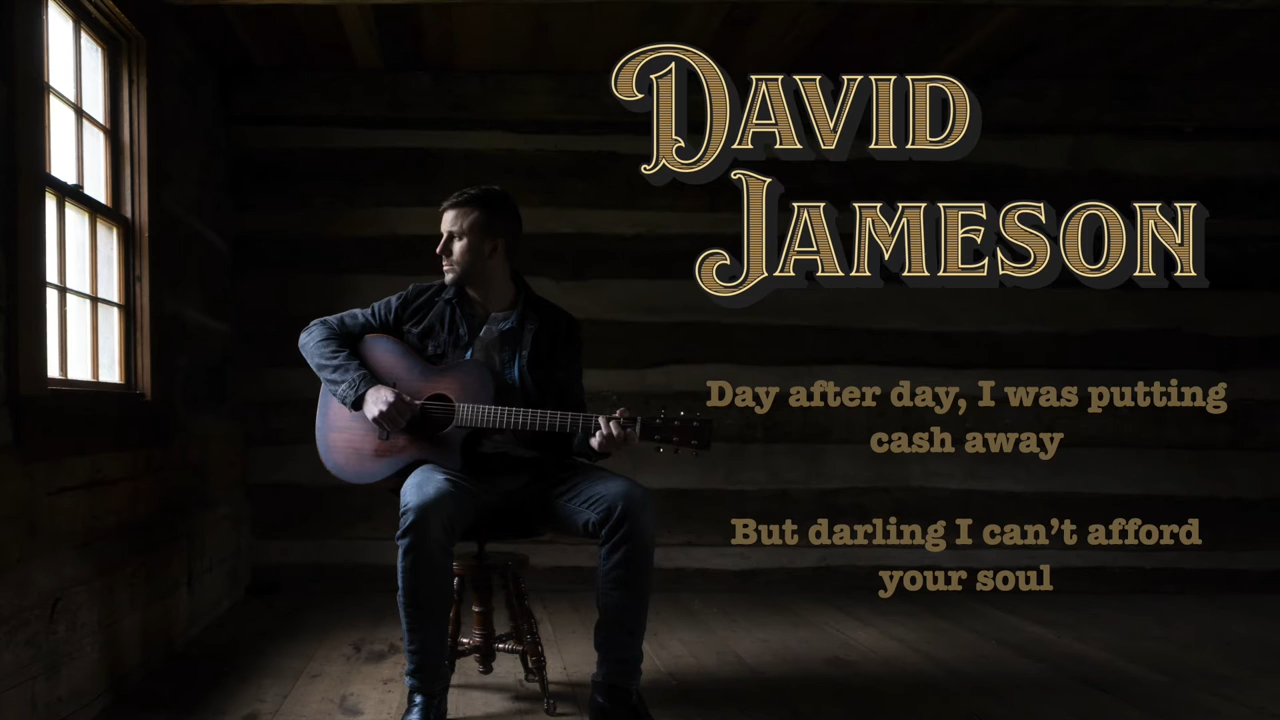 DAVID
JAMESON
Day after day, I was putting
cash away
But darling I can’t afford
your soul